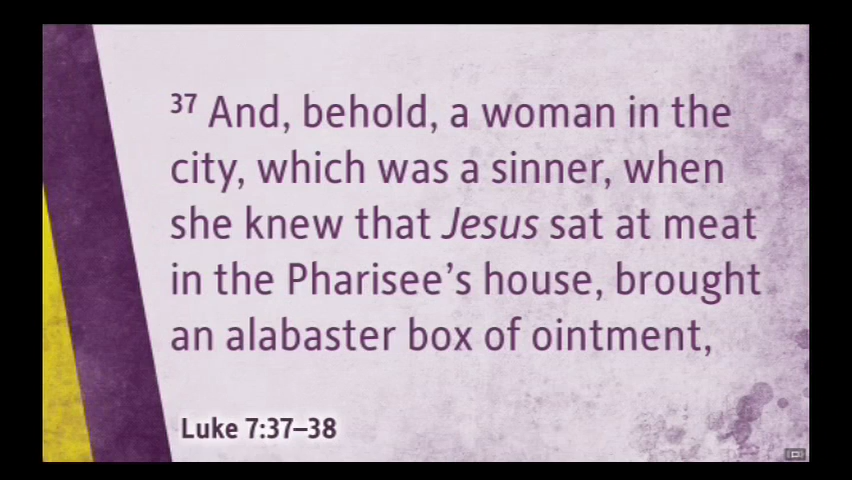 37 And, behold, a woman in the
city, which was a sinner, when
she knew that Jesus sat at meat
in the Pharisee’s house, brought
an alabaster box of ointment,
Luke 7:37–38